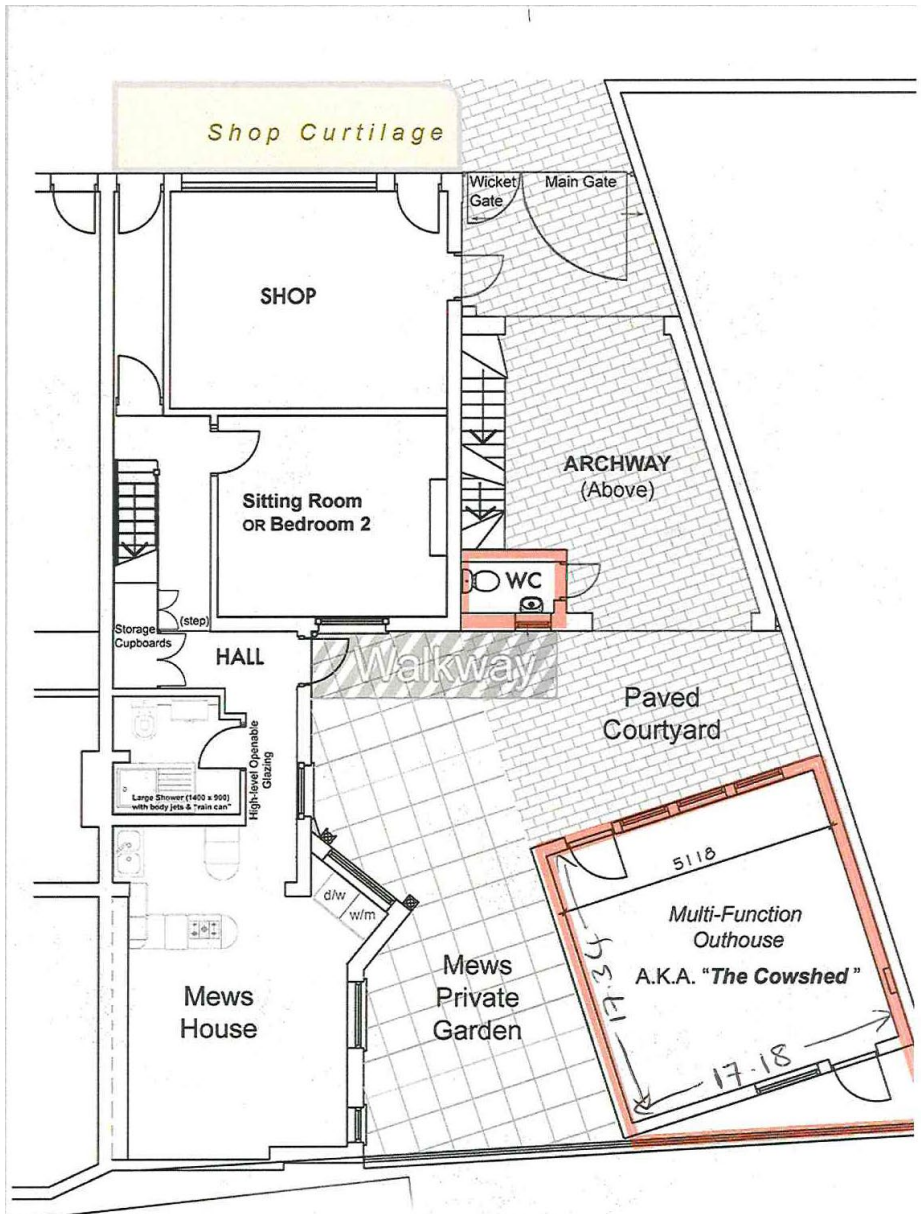 Shop Curtilage
Wicket
Gate
Main Gate
SHOP
ARCHWAY
(Above)
Sitting Room
OR Bedroom 2
WC
Storage
Cupboards
(step)
HALL
Walkway
Paved
Courtyard
High-level Openable
Glazing
Large Shower (1400 x 900)
with body jets & "rain can"
5118
d/w
w/m
Multi-Function
Outhouse
A.K.A. "The Cowshed"
17.34
Mews
Private
Garden
Mews
House
17.18